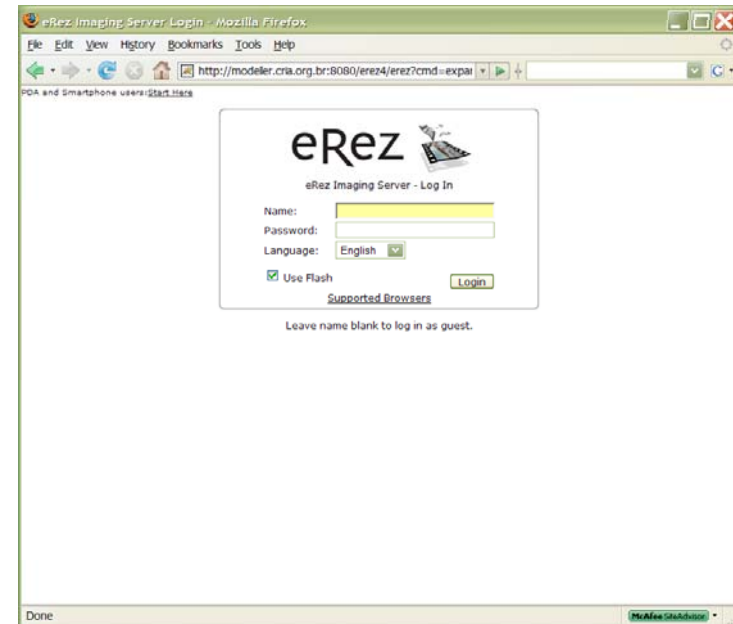 eRez Imaging Server Login - Mozilla Firefox
File Edit View History Bookmarks Tools Help
http://modeler.cria.org.br:8080/erez4/erez?cmd=expar
PDA and Smartphone users:Start Here
eRez
eRez Imaging Server - Log In
Name:
Password:
Language: English
Use Flash
Login
Supported Browsers
Leave name blank to log in as guest.
Done
McAfee SiteAdvisor